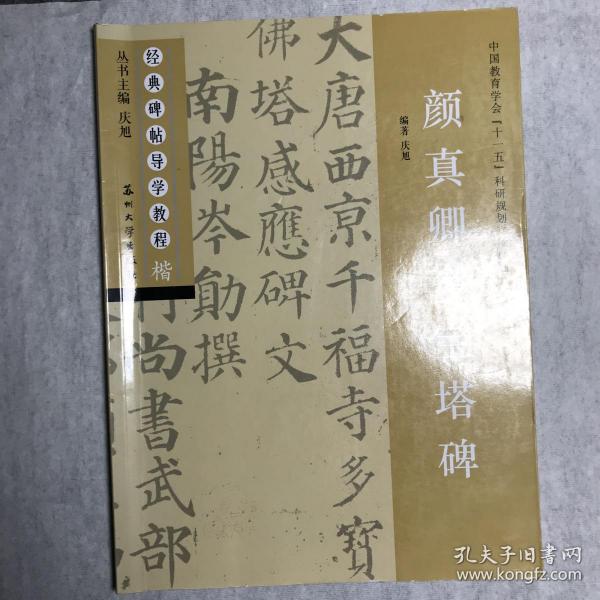 中国教育学会“十一五”科研规划
颜真卿 塔碑
编著 庆旭
大唐西京千福寺多寶
佛塔感應碑文
南陽岑勛撰
尚書武部
经典碑帖导学教程 楷
丛书主编 庆旭
苏州大学出版社
孔夫子旧书网
www.kongfz.com